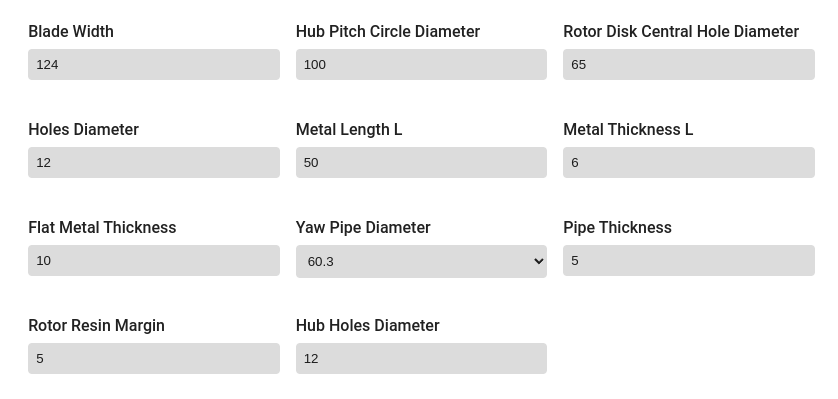 Blade Width
Hub Pitch Circle Diameter
Rotor Disk Central Hole Diameter
124
100
65
Holes Diameter
Metal Length L
Metal Thickness L
12
50
6
Flat Metal Thickness
Yaw Pipe Diameter
Pipe Thickness
10
60.3
5
Rotor Resin Margin
Hub Holes Diameter
5
12